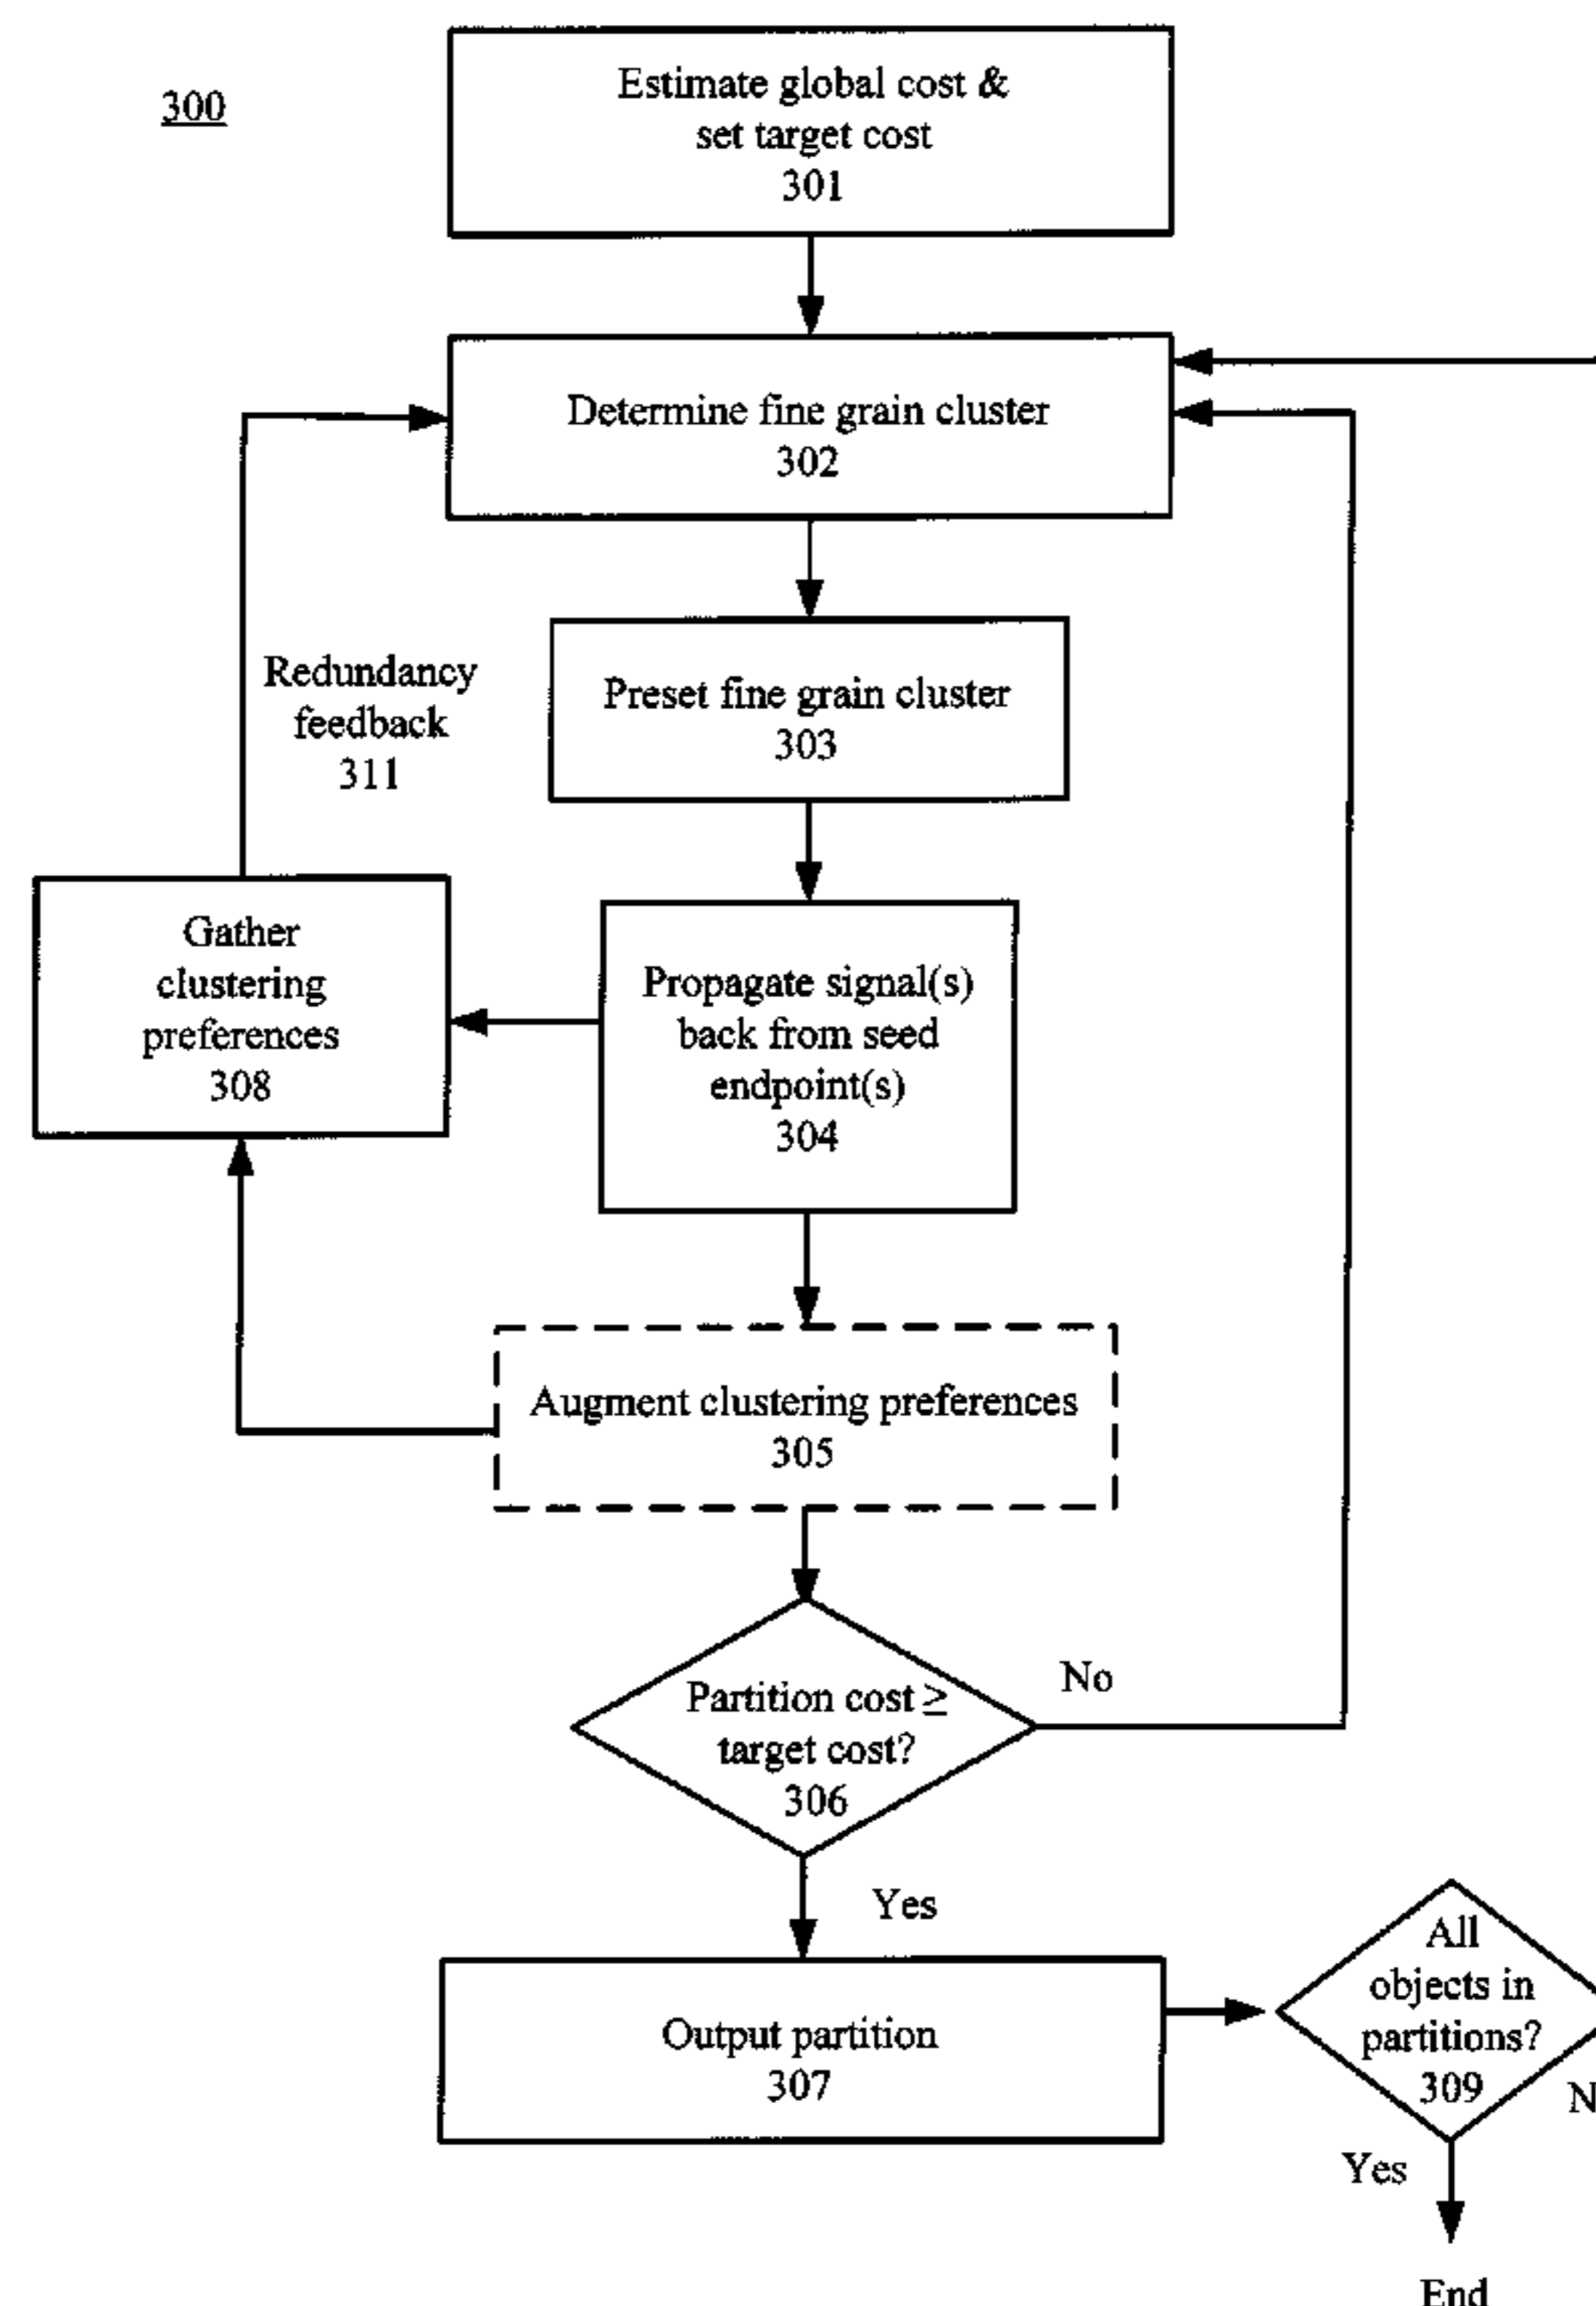 300
Estimate global cost &
set target cost
301
Determine fine grain cluster
302
Redundancy
feedback
311
Preset fine grain cluster
303
Gather
clustering
preferences
308
Propagate signal(s)
back from seed
endpoint(s)
304
Augment clustering preferences
305
Partition cost ≥
target cost?
306
No
Yes
Output partition
307
All
objects in
partitions?
309
Yes
End